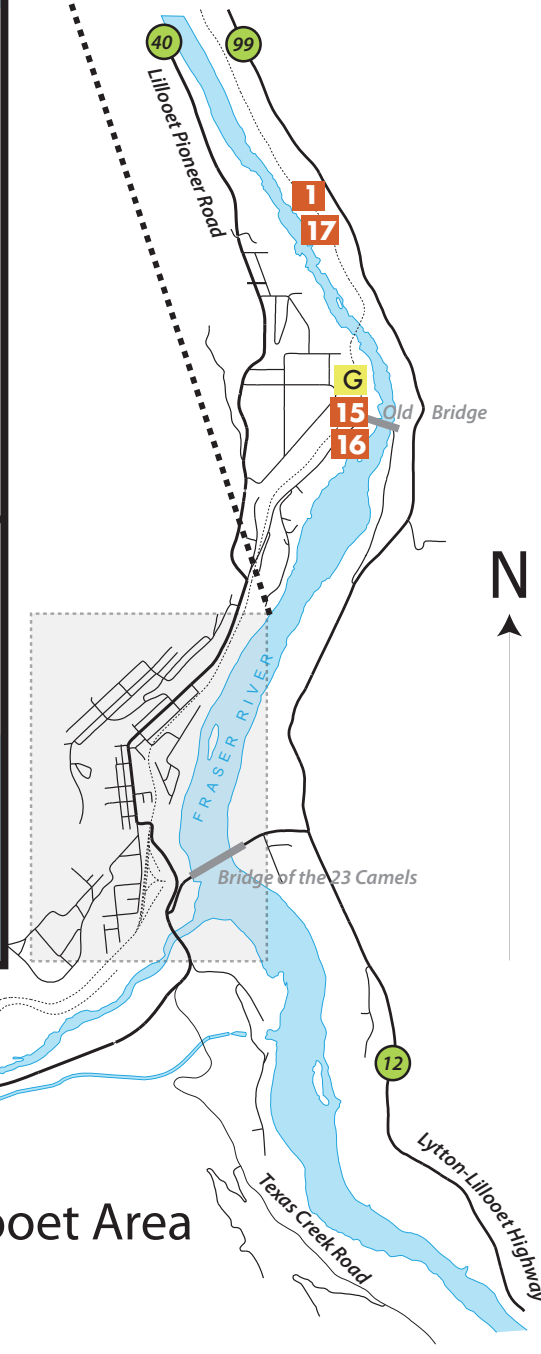 40
99
Lillooet Pioneer Road
1
17
G
15
Old Bridge
16
N
FRASER RIVER
Bridge of the 23 Camels
12
Lytton-Lillooet Highway
Texas Creek Road
ooet Area